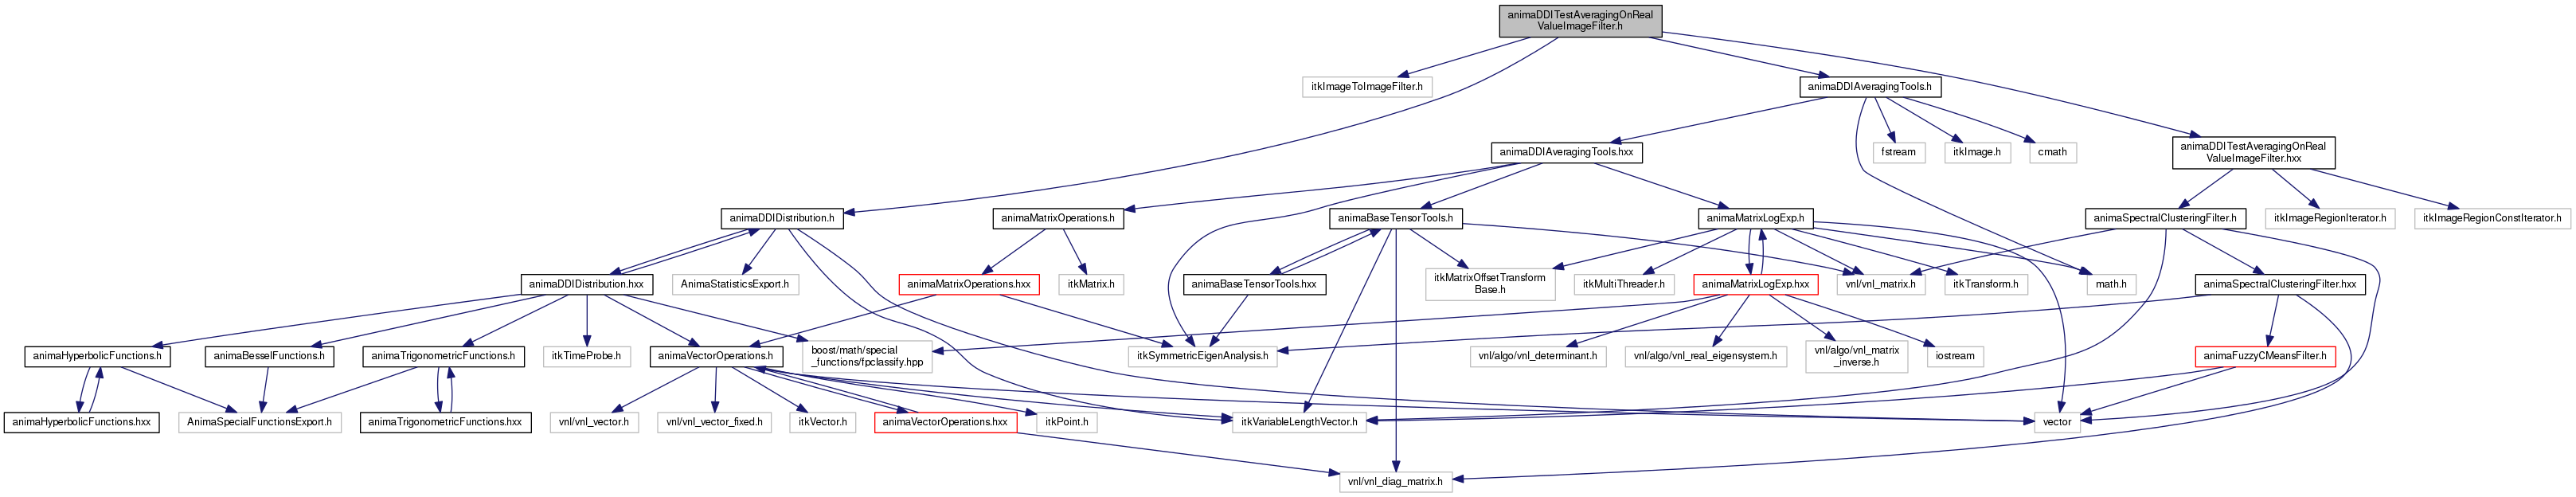 animaDDITestAveragingOnReal
ValueImageFilter.h
itkImageToImageFilter.h
animaDDIAveragingTools.h
animaDDIAveragingTools.hxx
fstream
itkImage.h
cmath
animaDDITestAveragingOnReal
ValueImageFilter.hxx
animaDDIDistribution.h
animaMatrixOperations.h
animaBaseTensorTools.h
animaMatrixLogExp.h
animaSpectralClusteringFilter.h
itkImageRegionIterator.h
itkImageRegionConstIterator.h
animaDDIDistribution.hxx
AnimaStatisticsExport.h
animaMatrixOperations.hxx
itkMatrix.h
animaBaseTensorTools.hxx
itkMatrixOffsetTransform
Base.h
itkMultiThreader.h
animaMatrixLogExp.hxx
vnl/vnl_matrix.h
itkTransform.h
math.h
animaSpectralClusteringFilter.hxx
animaHyperbolicFunctions.h
animaBesselFunctions.h
animaTrigonometricFunctions.h
itkTimeProbe.h
animaVectorOperations.h
boost/math/special
_functions/fpclassify.hpp
itkSymmetricEigenAnalysis.h
vnl/algo/vnl_determinant.h
vnl/algo/vnl_real_eigensystem.h
vnl/algo/vnl_matrix
_inverse.h
iostream
animaFuzzyCMeansFilter.h
animaHyperbolicFunctions.hxx
AnimaSpecialFunctionsExport.h
animaTrigonometricFunctions.hxx
vnl/vnl_vector.h
vnl/vnl_vector_fixed.h
itkVector.h
animaVectorOperations.hxx
itkPoint.h
itkVariableLengthVector.h
vector
vnl/vnl_diag_matrix.h